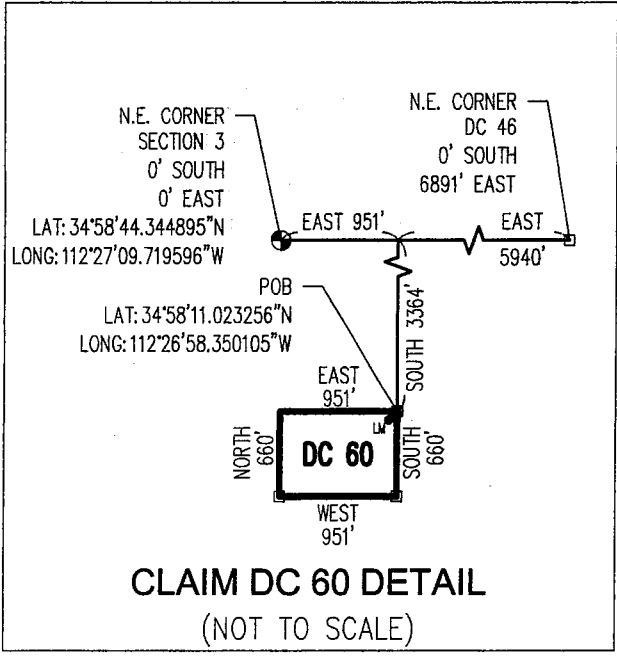 N.E. CORNER
SECTION 3
0' SOUTH
0' EAST
LAT: 34°58'44.344895"N
LONG: 112°27'09.719596"W
N.E. CORNER
DC 46
0' SOUTH
6891' EAST
EAST 951'
EAST
5940'
POB
LAT: 34°58'11.023256"N
LONG: 112°26'58.350105"W
SOUTH 3364'
EAST
951'
LM
NORTH
660'
DC 60
SOUTH
660'
WEST
951'
CLAIM DC 60 DETAIL
(NOT TO SCALE)